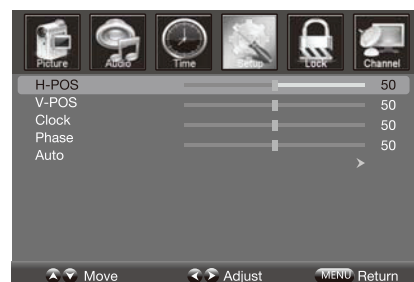 Picture Audio Time Setup Lock Channel
H-POS 50
V-POS 50
Clock 50
Phase 50
Auto
Move Adjust MENU Return